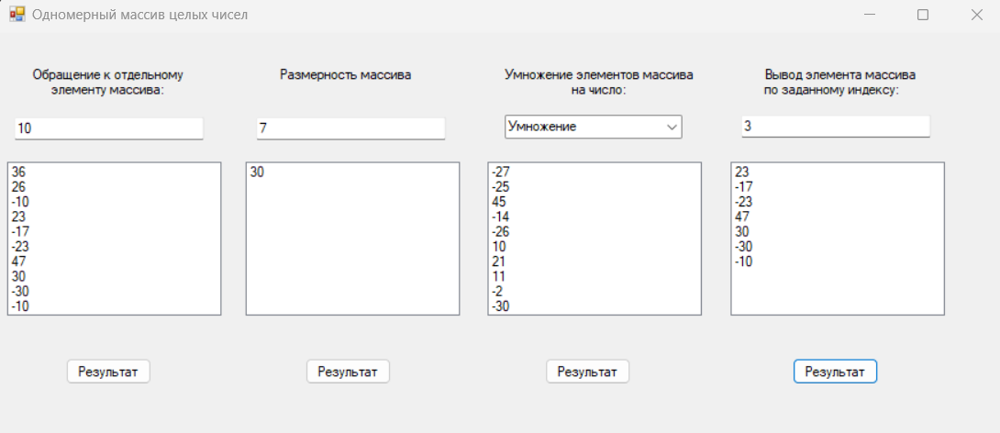 Одномерный массив целых чисел
Обращение к отдельному
элементу массива:
10
36
26
-10
23
-17
-23
47
30
-30
-10
Результат
Размерность массива
7
30
Результат
Умножение элементов массива
на число:
Умножение
-27
-25
45
-14
-26
10
21
11
-2
-30
Результат
Вывод элемента массива
по заданному индексу:
3
23
-17
-23
47
30
-30
-10
Результат